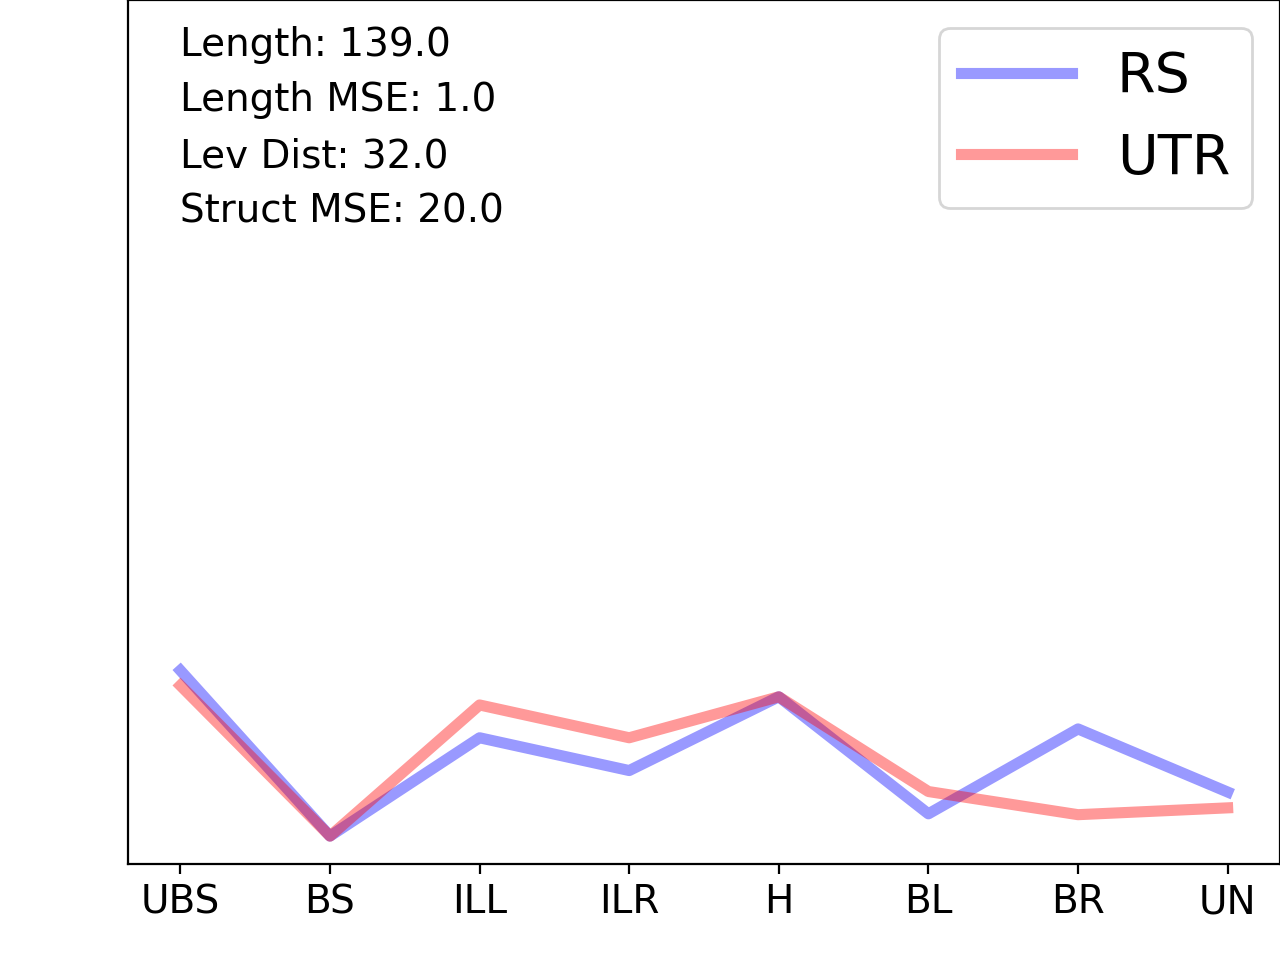 Length: 139.0
Length MSE: 1.0
Lev Dist: 32.0
Struct MSE: 20.0
RS
UTR
UBS BS ILL ILR H BL BR UN